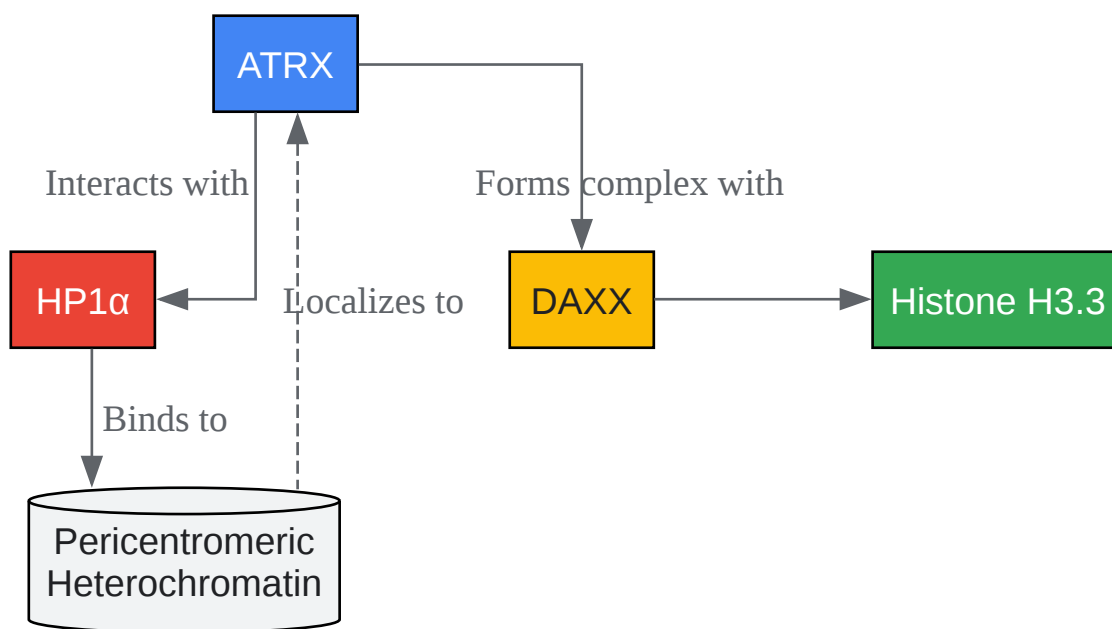 ATRX
Interacts with
Forms complex with
HP1α
Localizes to
DAXX
Histone H3.3
Binds to
Pericentromeric
Heterochromatin